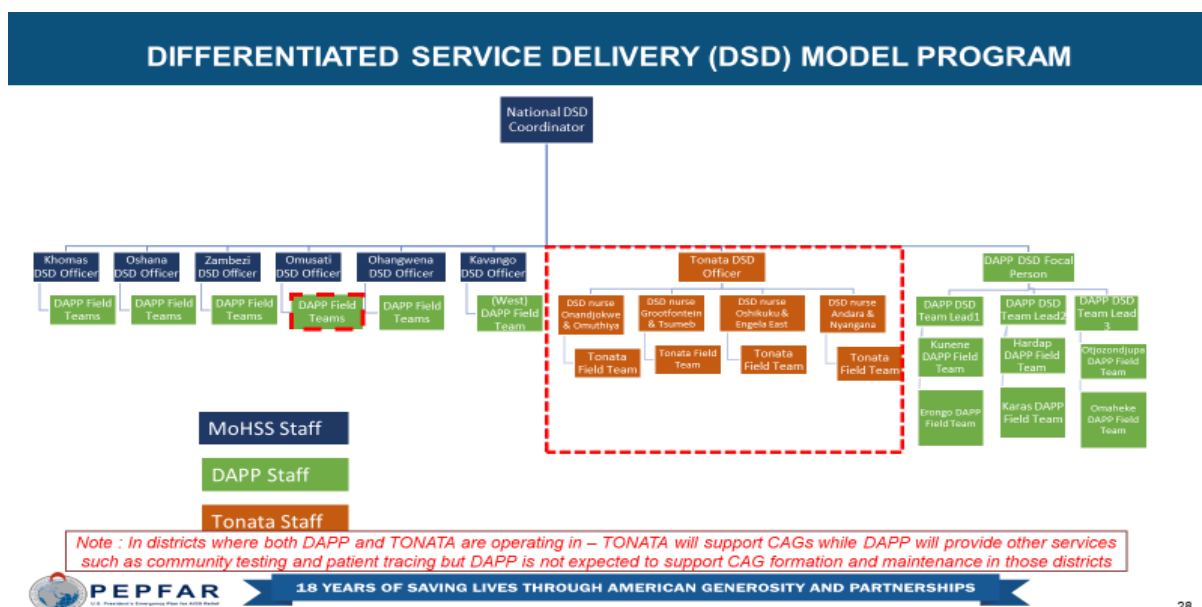 DIFFERENTIATED SERVICE DELIVERY (DSD) MODEL PROGRAM
National DSD
Coordinator
Khomas
DSD Officer
DAPP Field
Teams
Oshana
DSD Officer
DAPP Field
Teams
Zambezi
DSD Officer
DAPP Field
Teams
Omusati
DSD Officer
DAPP Field
Teams
Ohangwena
DSD Officer
DAPP Field
Teams
Kavango
DSD Officer
(West)
DAPP Field
Team
Tonata DSD
Officer
DSD nurse
Onandjokwe
& Omuthiya
Tonata
Field Team
DSD nurse
Grootfontein
& Tsumeb
Tonata Field
Team
DSD nurse
Oshikuku &
Engela East
Tonata
Field Team
DSD nurse
Andara &
Nyangana
Tonata
Field Team
DAPP DSD Focal
Person
DAPP DSD
Team Lead1
Kunene
DAPP Field
Team
Erongo DAPP
Field Team
DAPP DSD
Team Lead2
Hardap
DAPP Field
Team
Karas DAPP
Field Team
DAPP DSD
Team Lead
3
Otjozondjupa
DAPP Field
Team
Omaheke
DAPP Field
Team
MoHSS Staff
DAPP Staff
Tonata Staff
Note : In districts where both DAPP and TONATA are operating in – TONATA will support CAGs while DAPP will provide other services
such as community testing and patient tracing but DAPP is not expected to support CAG formation and maintenance in those districts
PEPFAR
U.S. President's Emergency Plan for AIDS Relief
18 YEARS OF SAVING LIVES THROUGH AMERICAN GENEROSITY AND PARTNERSHIPS